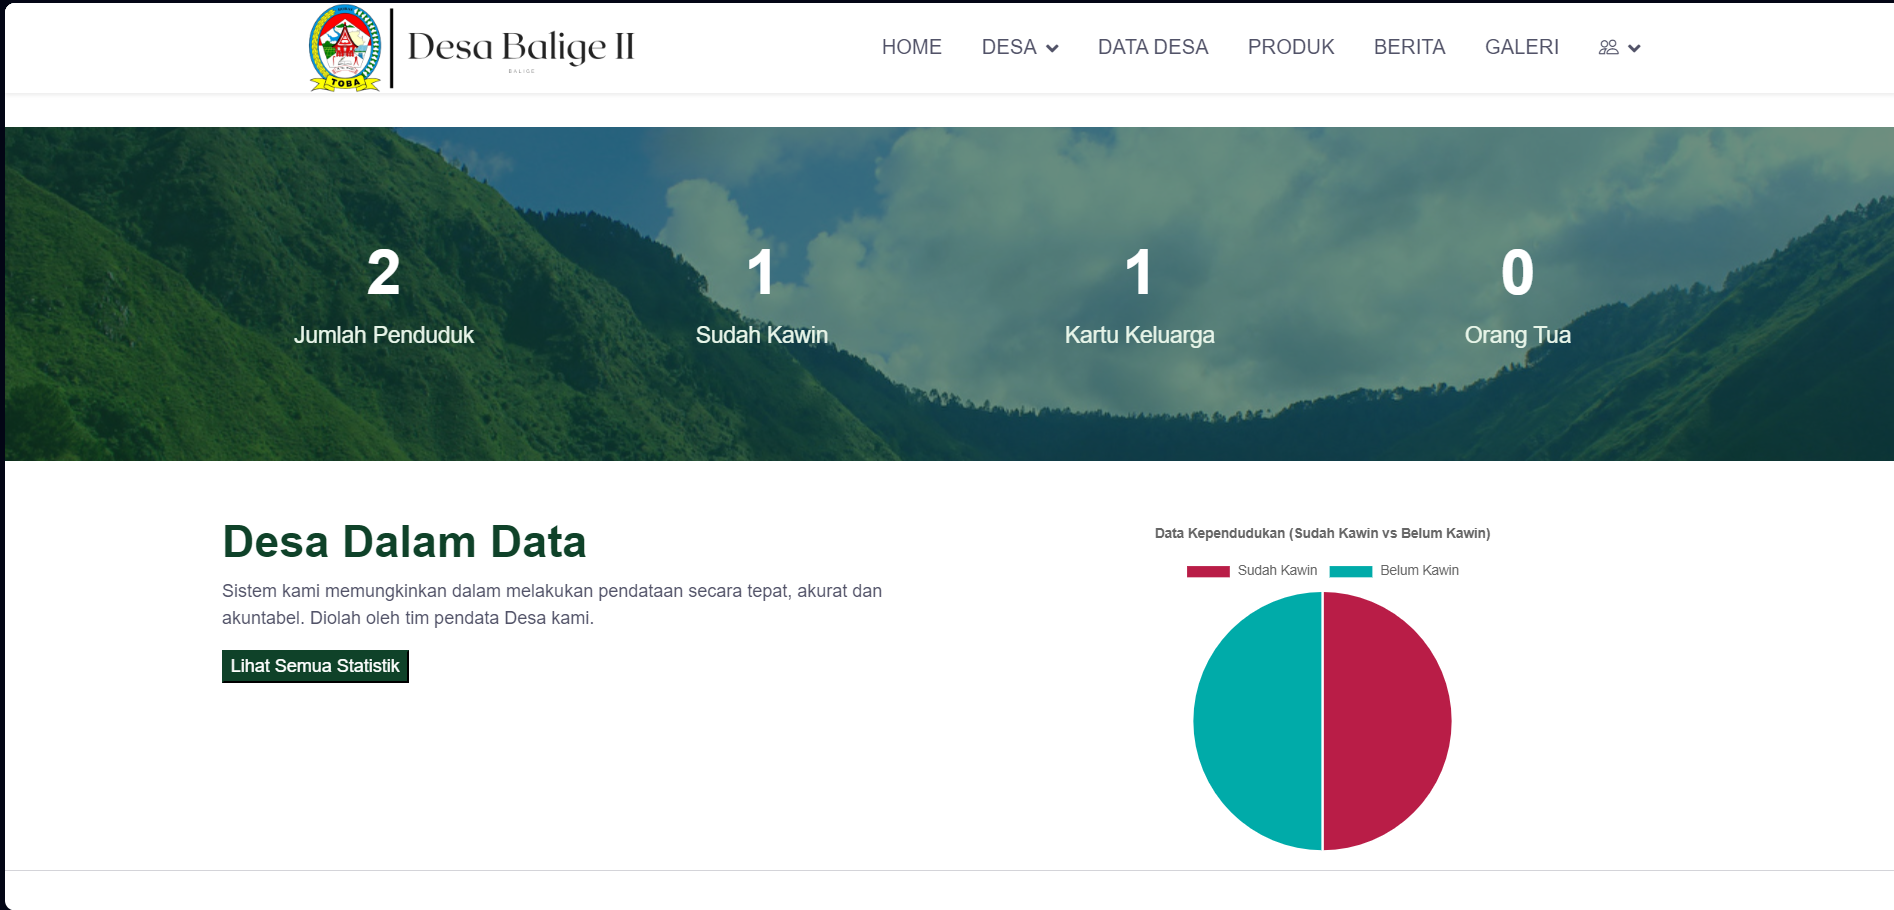 TOBA
Desa Balige II
BALIGE
HOME DESA DATA DESA PRODUK BERITA GALERI
2 1 1 0
Jumlah Penduduk Sudah Kawin Kartu Keluarga Orang Tua
Desa Dalam Data
Sistem kami memungkinkan dalam melakukan pendataan secara tepat, akurat dan
akuntabel. Diolah oleh tim pendata Desa kami.
Lihat Semua Statistik
Data Kependudukan (Sudah Kawin vs Belum Kawin)
Sudah Kawin Belum Kawin